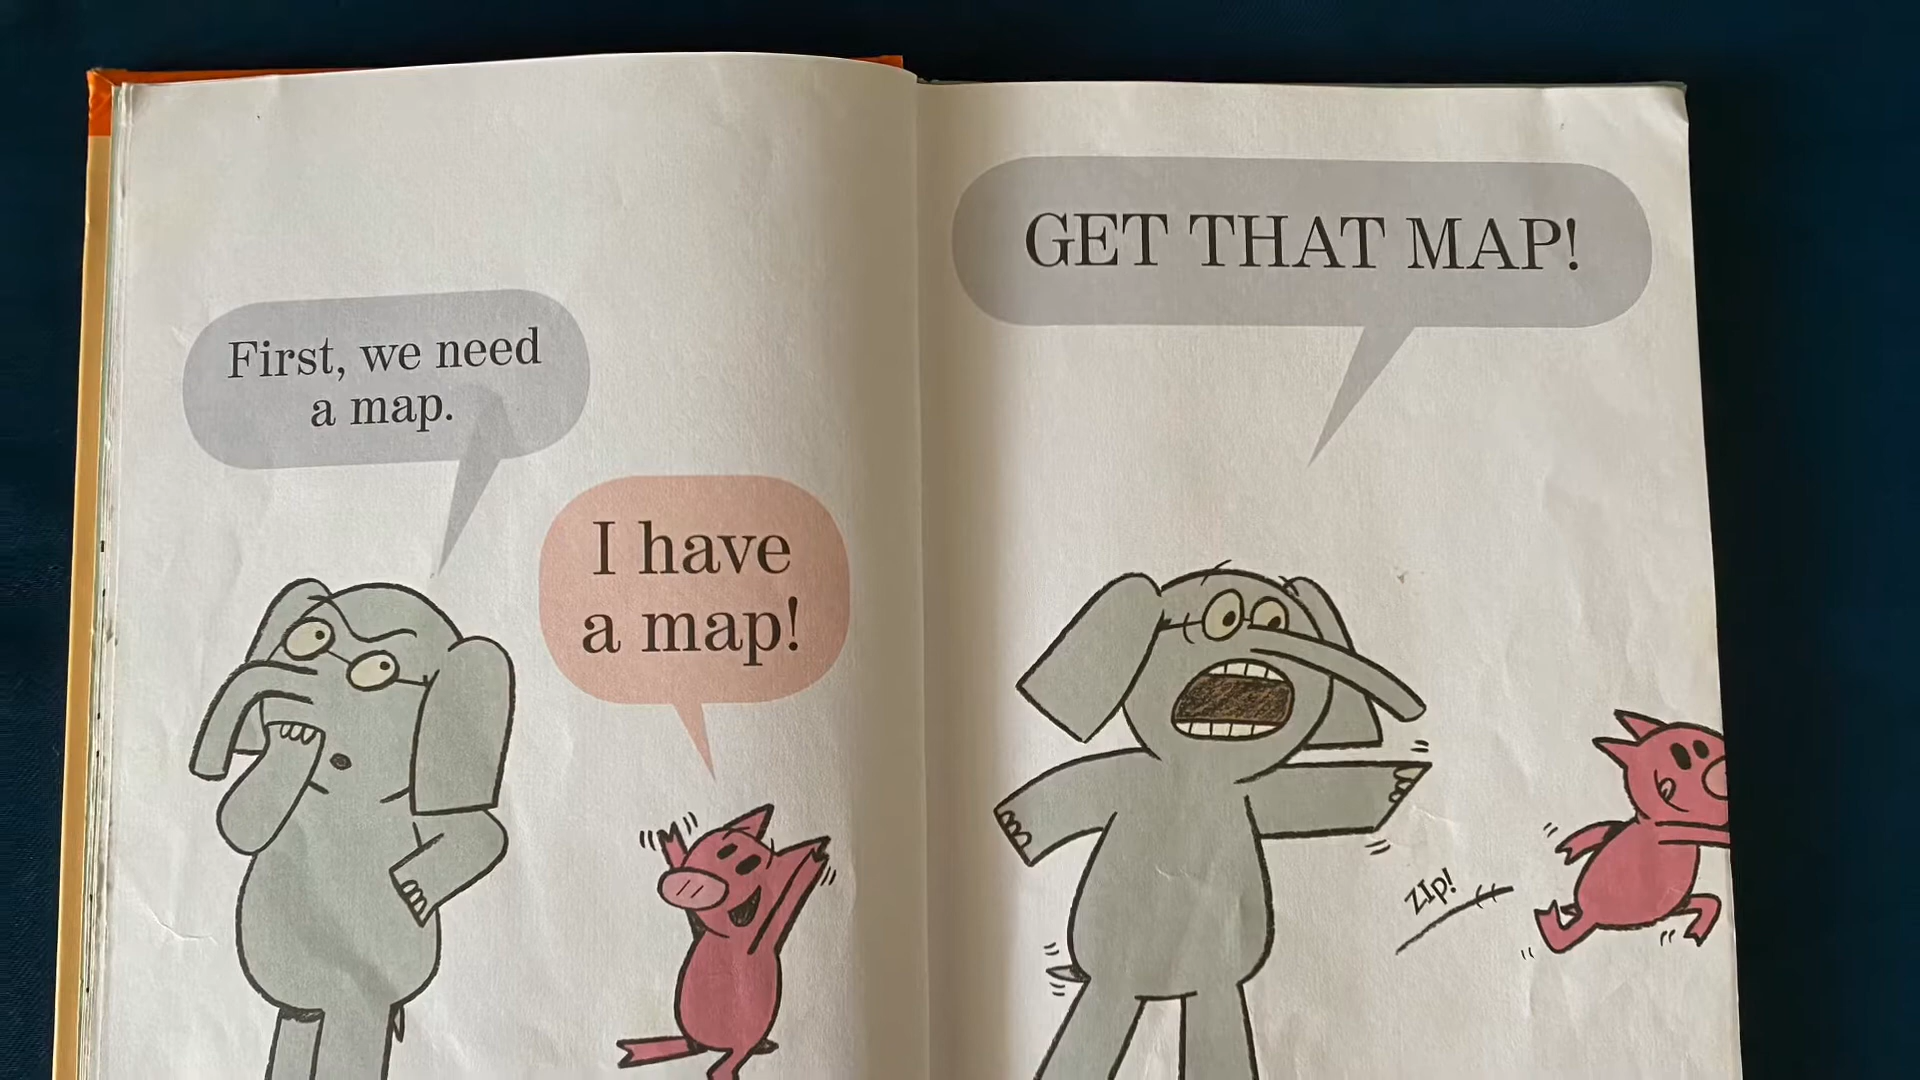 First, we need
a map.
I have
a map!
GET THAT MAP!
ZIp!